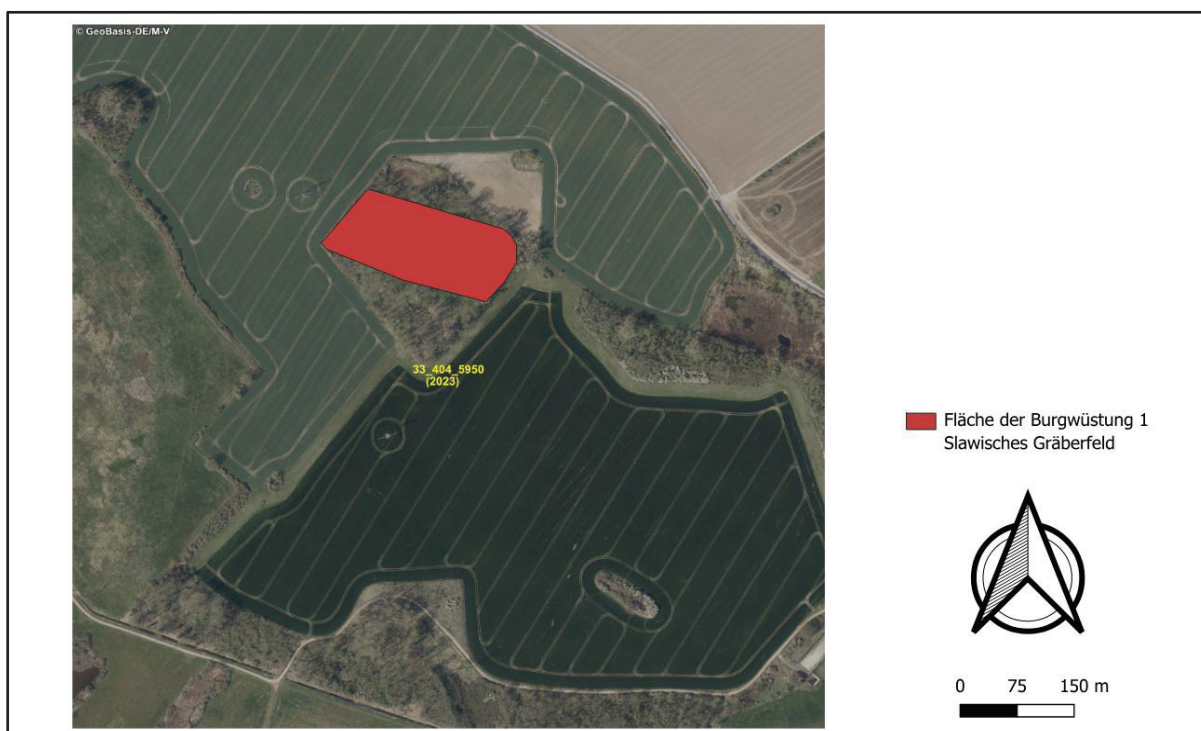 © GeoBasis-DE/M-V
33_404_5950
(2023)
Fläche der Burgwüstung 1
Slawisches Gräberfeld
0 75 150 m